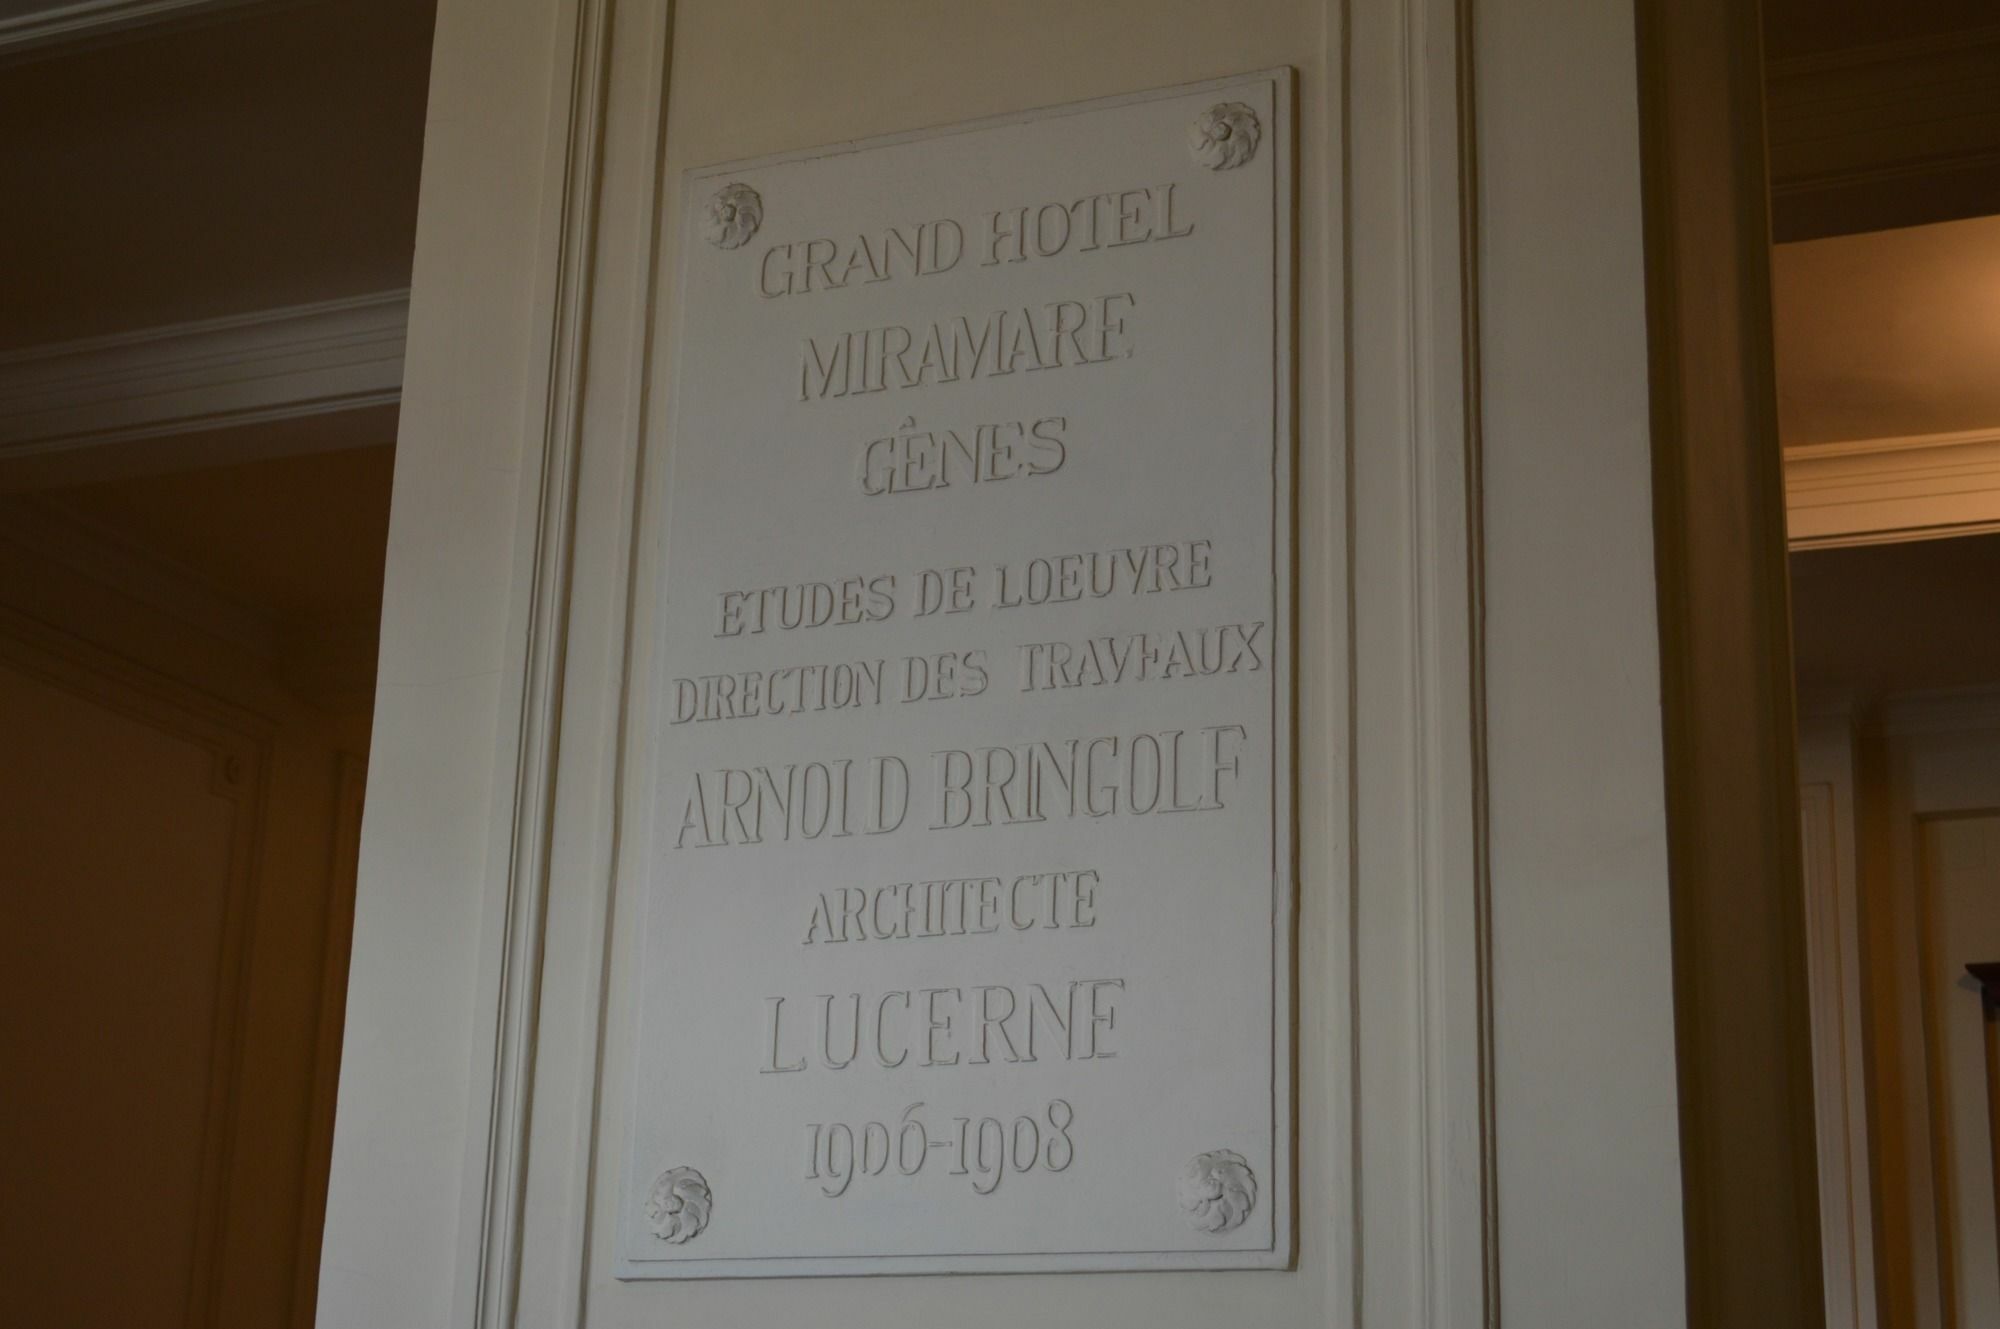 GRAND HOTEL
MIRAMARE
GÊNES
ETUDES DE LOEUVRE
DIRECTION DES TRAVEAUX
ARNOLD BRINGOLF
ARCHITECTE
LUCERNE
1906-1908